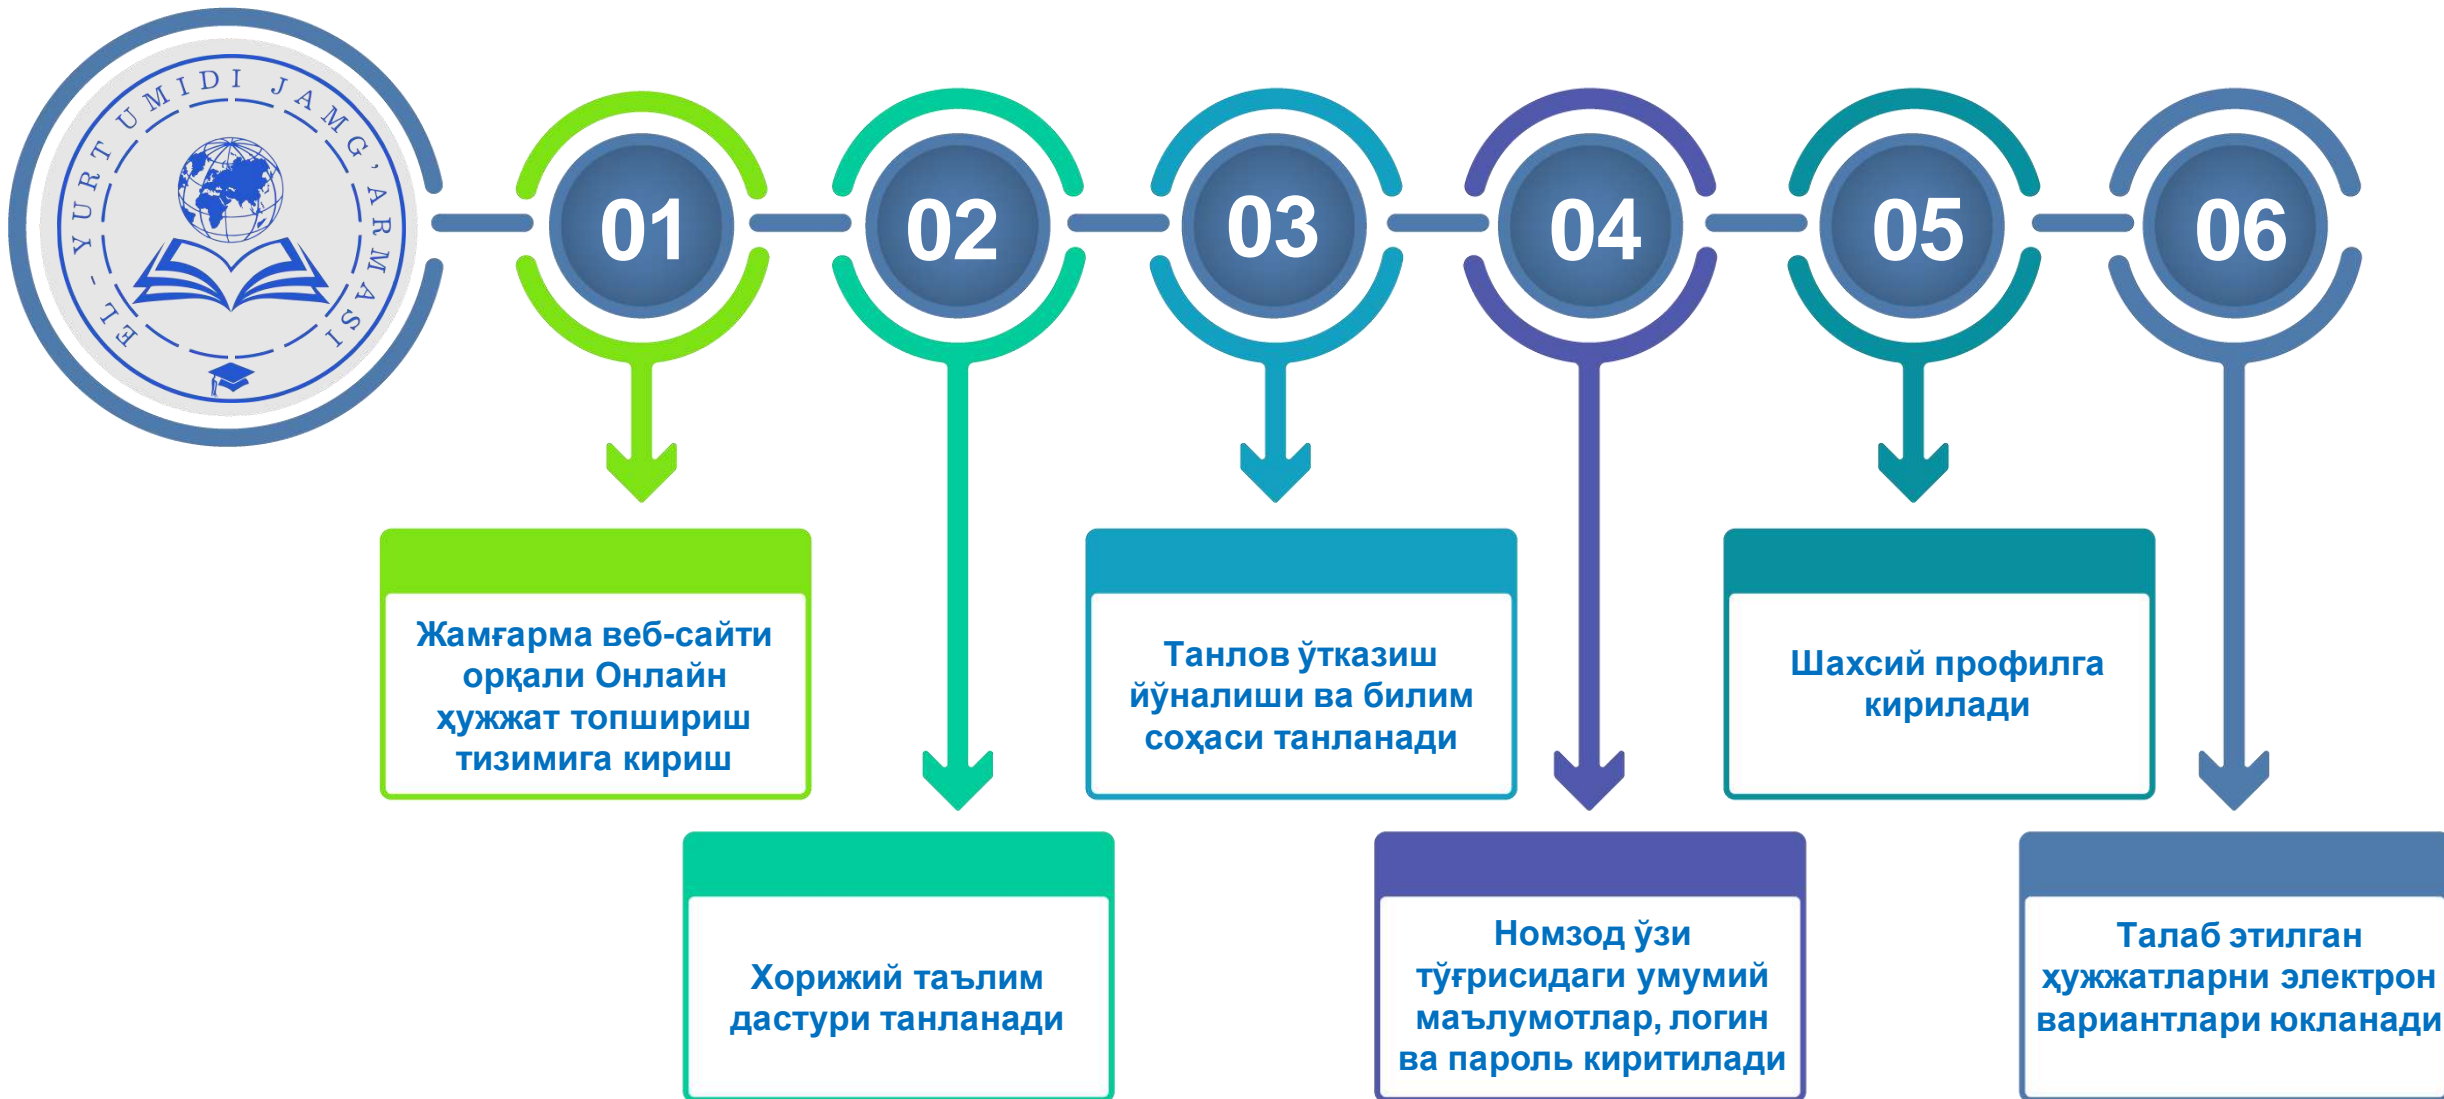 EL - YURT UMIDI JAMG'ARMASI
01
02
03
04
05
06
Жамғарма веб-сайти
орқали Онлайн
ҳужжат топшириш
тизимига кириш
Хорижий таълим
дастури танланади
Танлов ўтказиш
йўналиши ва билим
соҳаси танланади
Номзод ўзи
тўғрисидаги умумий
маълумотлар, логин
ва пароль киритилади
Шахсий профилга
кирилади
Талаб этилган
ҳужжатларни электрон
вариантлари юкланади